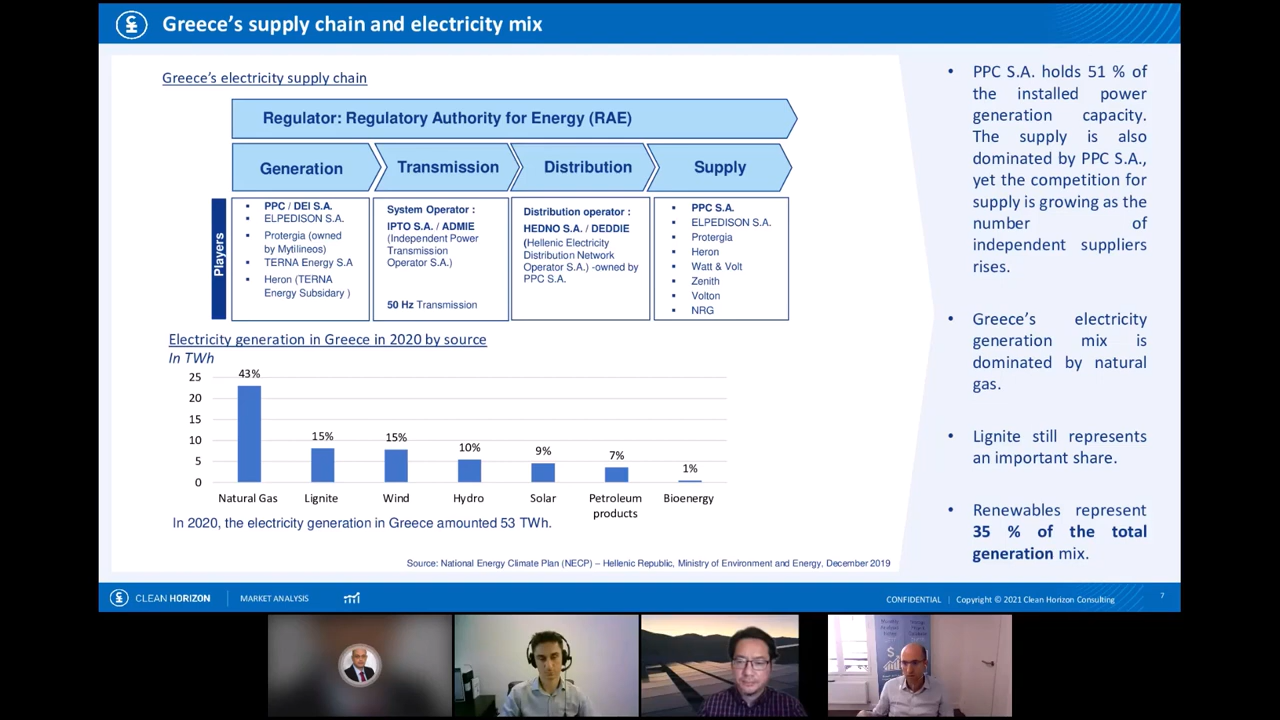 Greece's supply chain and electricity mix
Greece's electricity supply chain
Regulator: Regulatory Authority for Energy (RAE)
Generation
Transmission
Distribution
Supply
Players
▪ PPC / DEI S.A.
▪ ELPEDISON S.A.
▪ Protergia (owned
by Mytilineos)
▪ TERNA Energy S.A
▪ Heron (TERNA
Energy Subsidary )
System Operator :
IPTO S.A. / ADMIE
(Independent Power
Transmission
Operator S.A.)
50 Hz Transmission
Distribution operator :
HEDNO S.A. / DEDDIE
(Hellenic Electricity
Distribution Network
Operator S.A.) -owned by
PPC S.A.
▪ PPC S.A.
▪ ELPEDISON S.A.
▪ Protergia
▪ Heron
▪ Watt & Volt
▪ Zenith
▪ Volton
▪ NRG
Electricity generation in Greece in 2020 by source
In TWh
25
20
15
10
5
0
43%
15%
15%
10%
9%
7%
1%
Natural Gas
Lignite
Wind
Hydro
Solar
Petroleum
products
Bioenergy
In 2020, the electricity generation in Greece amounted 53 TWh.
Source: National Energy Climate Plan (NECP) – Hellenic Republic, Ministry of Environment and Energy, December 2019
• PPC S.A. holds 51 % of
the installed power
generation capacity.
The supply is also
dominated by PPC S.A.,
yet the competition for
supply is growing as the
number of
independent suppliers
rises.
• Greece's electricity
generation mix is
dominated by natural
gas.
• Lignite still represents
an important share.
• Renewables represent
35 % of the total
generation mix.
CLEAN HORIZON
MARKET ANALYSIS
CONFIDENTIAL | Copyright © 2021 Clean Horizon Consulting
7